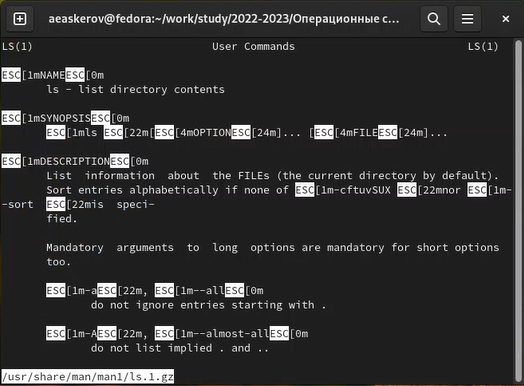 aeaskerov@fedora:~/work/study/2022-2023/Операционные с...
LS(1) User Commands LS(1)
ESC[1mNAMEESC[0m
ls - list directory contents
ESC[1mSYNOPSISESC[0m
ESC[1mls ESC[22m[ESC[4mOPTIONESC[24m]... [ESC[4mFILEESC[24m]...
ESC[1mDESCRIPTIONESC[0m
List information about the FILEs (the current directory by default).
Sort entries alphabetically if none of ESC[1m-cftuvSUX ESC[22mnor ESC[1m-
-sort ESC[22mis speci-
fied.
Mandatory arguments to long options are mandatory for short options
too.
ESC[1m-aESC[22m, ESC[1m--allESC[0m
do not ignore entries starting with .
ESC[1m-AESC[22m, ESC[1m--almost-allESC[0m
do not list implied . and ..
/usr/share/man/man1/ls.1.gz